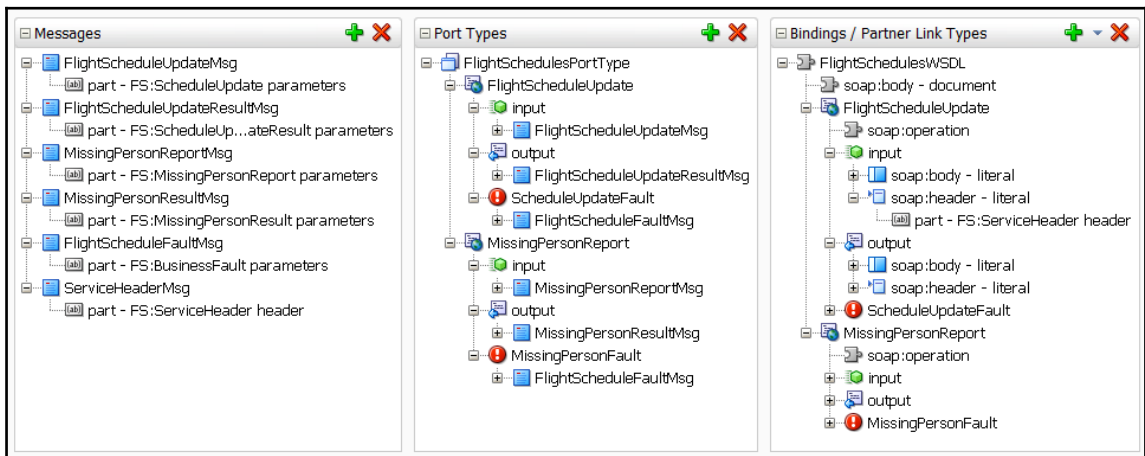 Messages
FlightScheduleUpdateMsg
part - FS:ScheduleUpdate parameters
FlightScheduleUpdateResultMsg
part - FS:ScheduleUp...ateResult parameters
MissingPersonReportMsg
part - FS:MissingPersonReport parameters
MissingPersonResultMsg
part - FS:MissingPersonResult parameters
FlightScheduleFaultMsg
part - FS:BusinessFault parameters
ServiceHeaderMsg
part - FS:ServiceHeader header
Port Types
FlightSchedulesPortType
FlightScheduleUpdate
input
FlightScheduleUpdateMsg
output
FlightScheduleUpdateResultMsg
ScheduleUpdateFault
FlightScheduleFaultMsg
MissingPersonReport
input
MissingPersonReportMsg
output
MissingPersonResultMsg
MissingPersonFault
FlightScheduleFaultMsg
Bindings / Partner Link Types
FlightSchedulesWSDL
soap:body - document
FlightScheduleUpdate
soap:operation
input
soap:body - literal
soap:header - literal
part - FS:ServiceHeader header
output
soap:body - literal
soap:header - literal
ScheduleUpdateFault
MissingPersonReport
soap:operation
input
output
MissingPersonFault